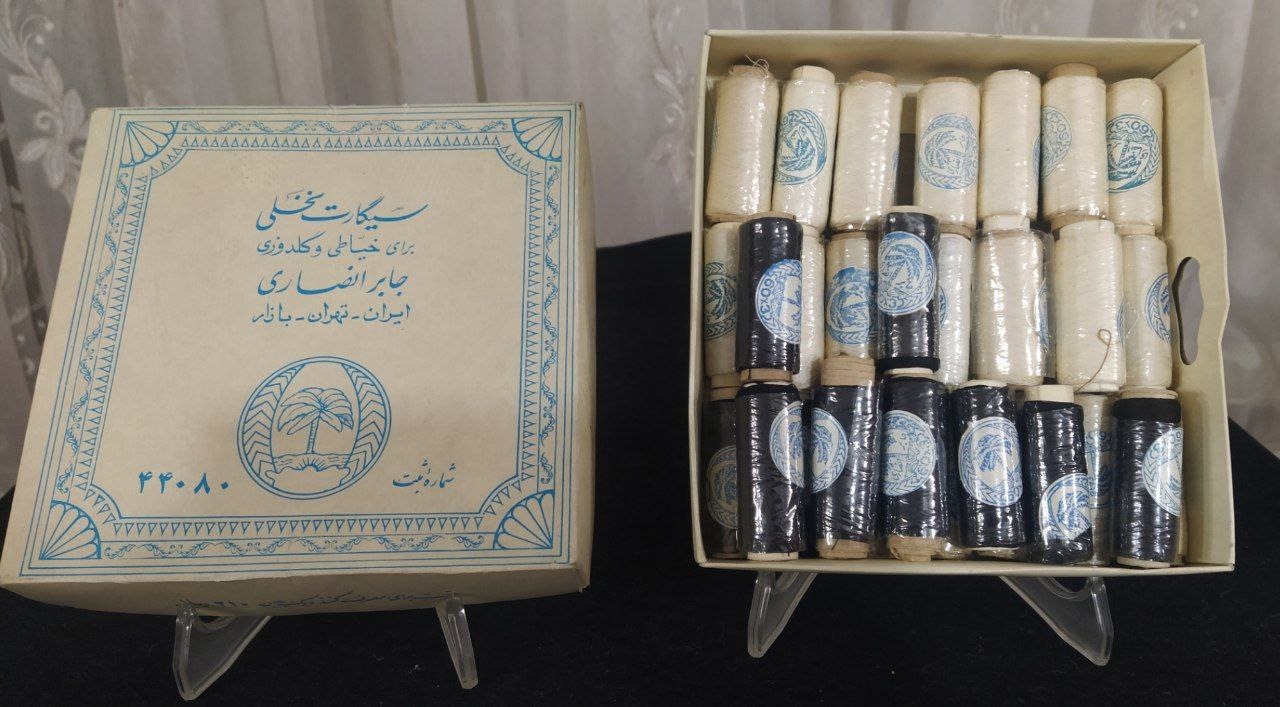 سیگارت نخلی
برای خیاطی و گلدوزی
جابر انصاری
ایران - تهران - بازار
شماره ثبت
۴۴۰۸۰